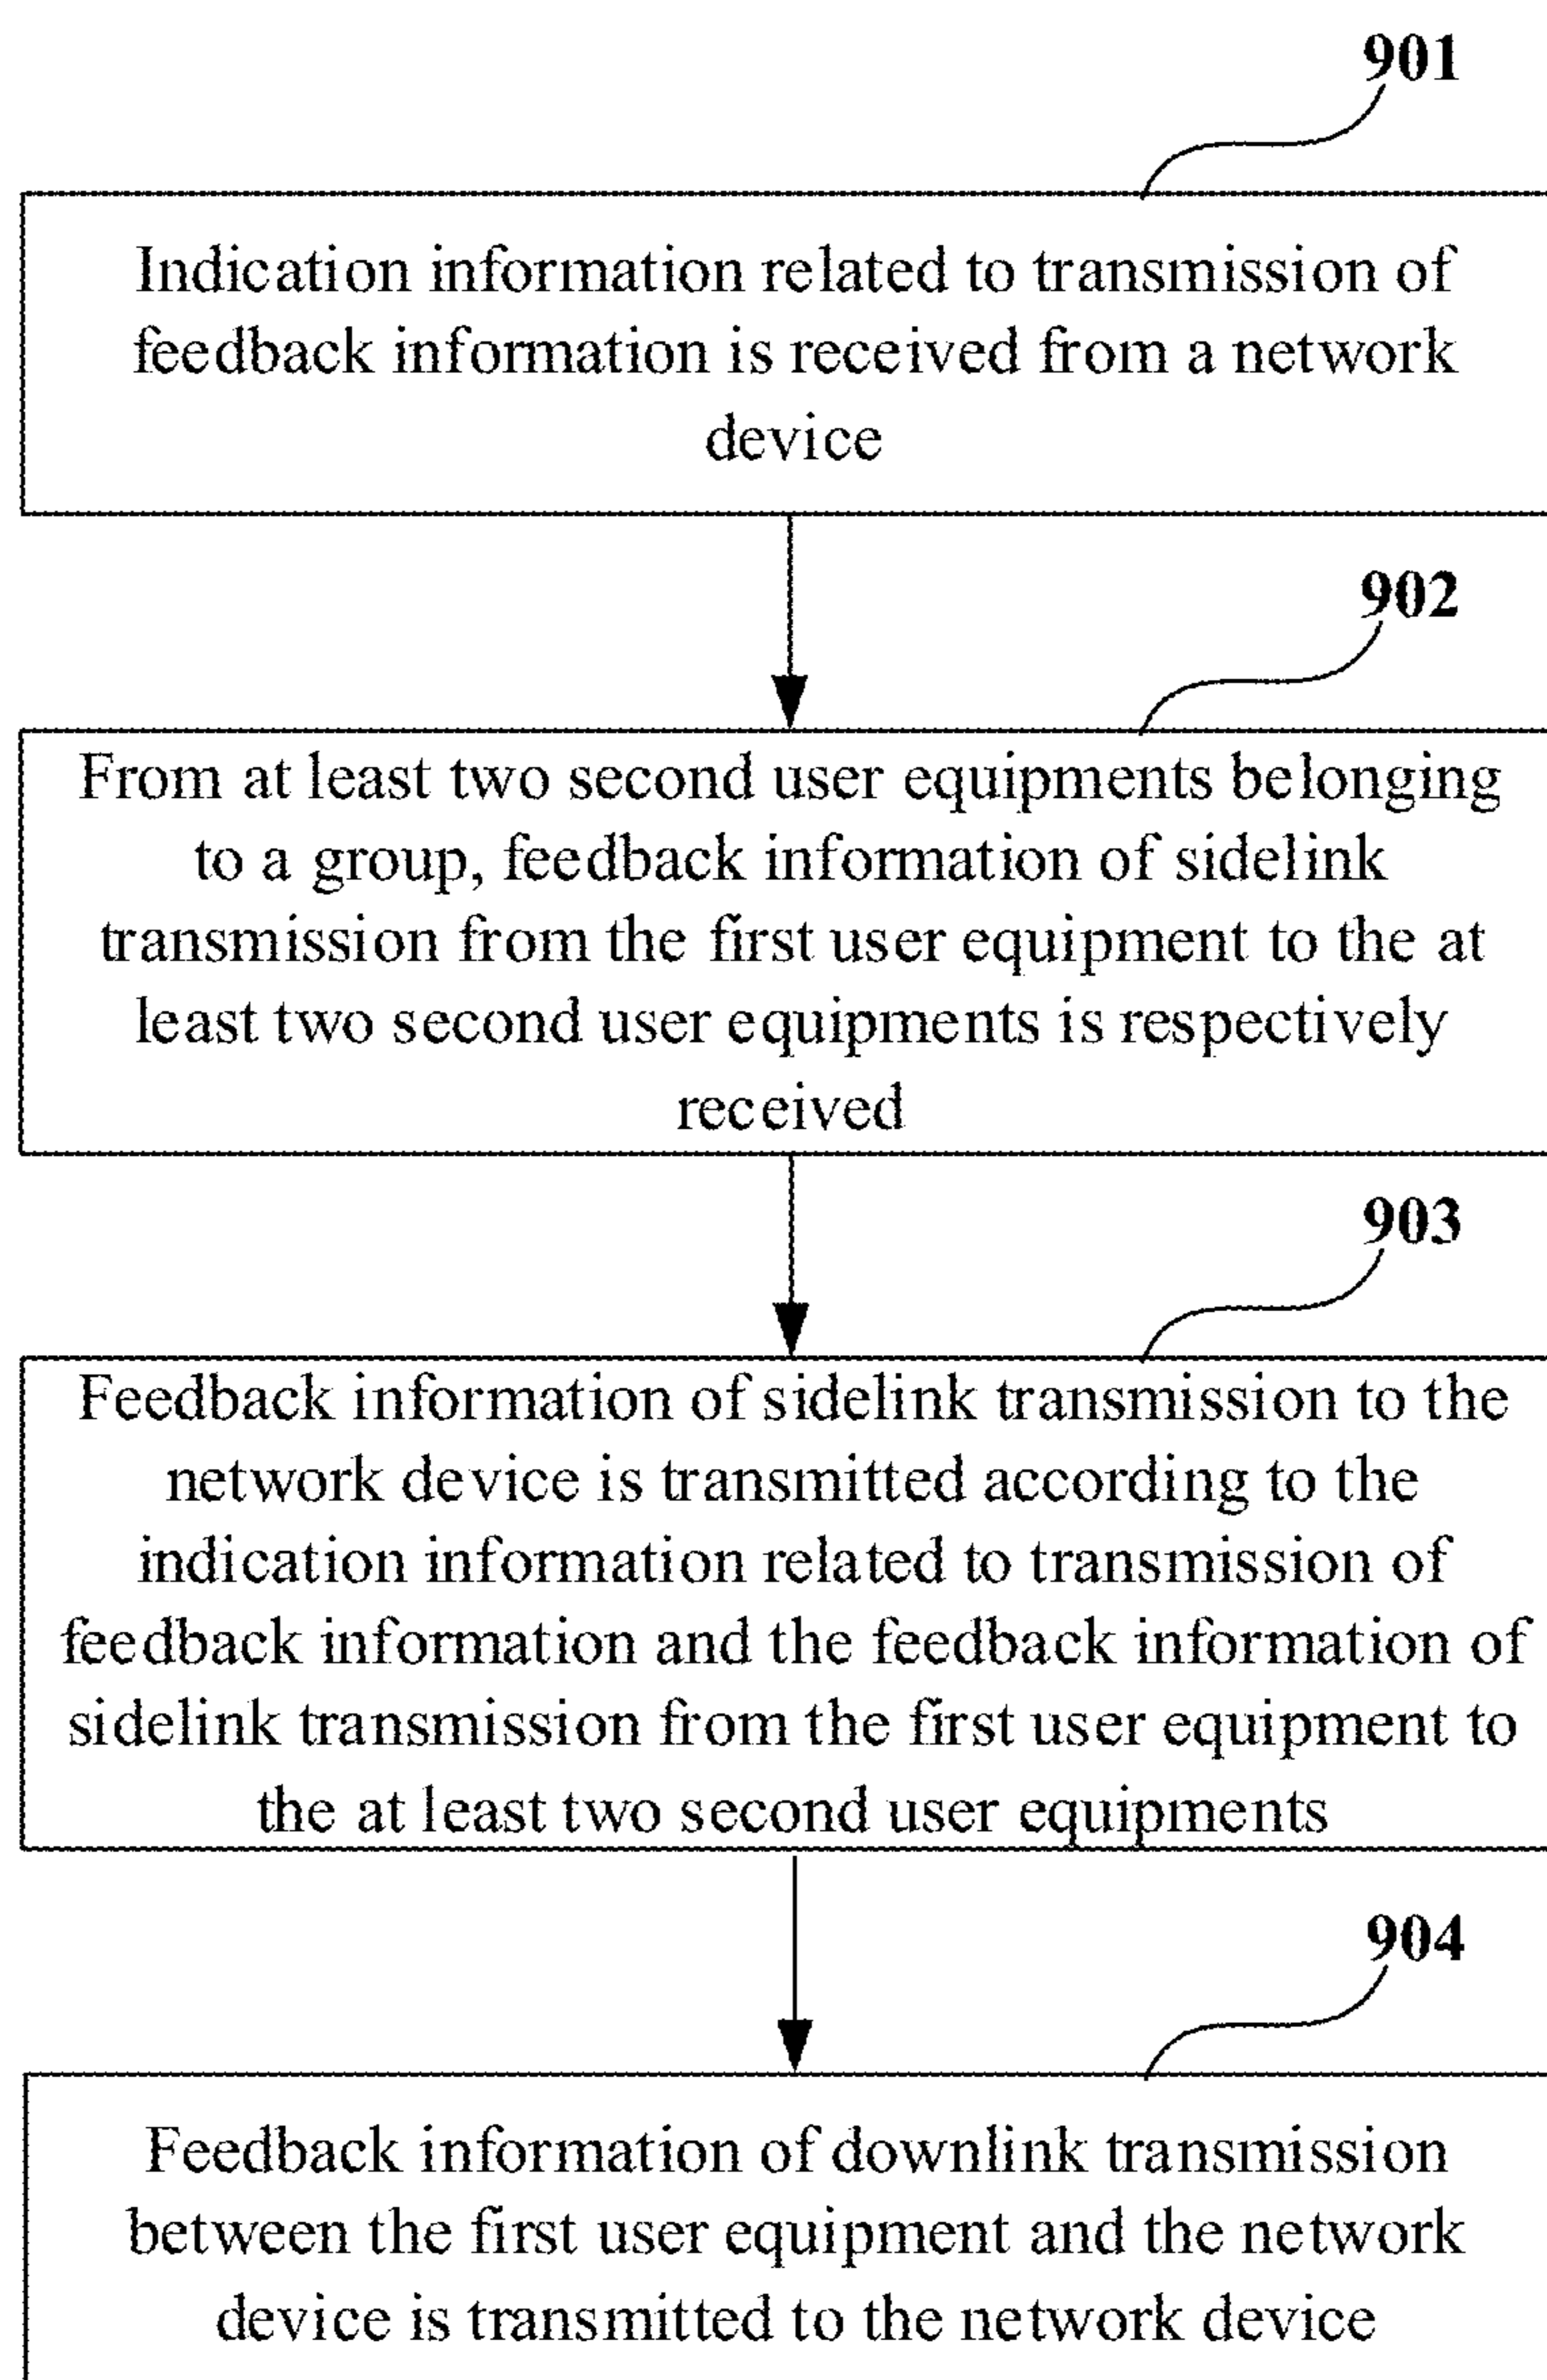 901
Indication information related to transmission of
feedback information is received from a network
device
902
From at least two second user equipments belonging
to a group, feedback information of sidelink
transmission from the first user equipment to the at
least two second user equipments is respectively
received
903
Feedback information of sidelink transmission to the
network device is transmitted according to the
indication information related to transmission of
feedback information and the feedback information of
sidelink transmission from the first user equipment to
the at least two second user equipments
904
Feedback information of downlink transmission
between the first user equipment and the network
device is transmitted to the network device